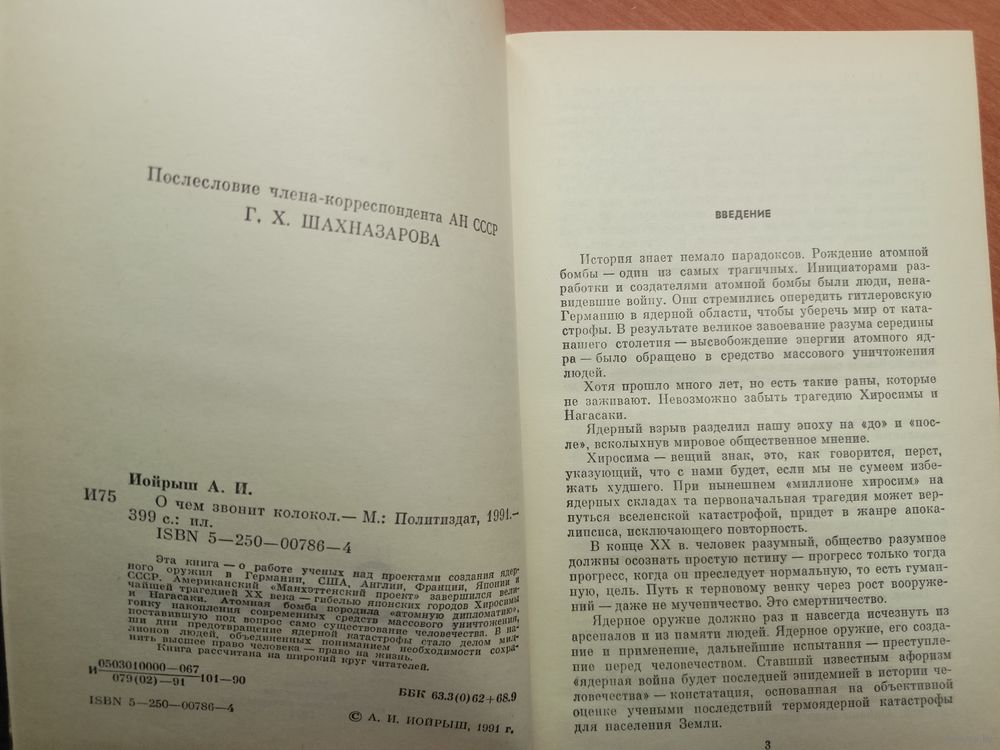 Послесловие члена-корреспондента АН СССР
Г. Х. ШАХНАЗАРОВА
Иойрыш А. И.
И75
О чем звонит колокол.— М.: Политиздат, 1991.—
399 с.: ил.
ISBN 5—250—00786—4
Эта книга — о работе ученых над проектами создания ядер-
ного оружия в Германии, США, Англии, Франции, Японии и
СССР. Американский «Манхэттенский проект» завершился вели-
чайшей трагедией XX века — гибелью японских городов Хиросимы
и Нагасаки. Атомная бомба породила «атомную дипломатию»,
гонку накопления современных средств массового уничтожения,
поставившую под вопрос само существование человечества. В на-
ши дни предотвращение ядерной катастрофы стало делом мил-
лионов людей, объединенных пониманием необходимости сохра-
нить высшее право человека — право на жизнь.
Книга рассчитана на широкий круг читателей.
И 0503010000—067
079(02)—91 101—90
ББК 63.3(0)62+68.9
ISBN 5—250—00786—4
© А. И. ИОЙРЫШ, 1991 г.
ВВЕДЕНИЕ
История знает немало парадоксов. Рождение атомной
бомбы — один из самых трагичных. Инициаторами раз-
работки и создателями атомной бомбы были люди, нена-
видевшие войну. Они стремились опередить гитлеровскую
Германию в ядерной области, чтобы уберечь мир от ката-
строфы. В результате великое завоевание разума середины
нашего столетия — высвобождение энергии атомного яд-
ра — было обращено в средство массового уничтожения
людей.
Хотя прошло много лет, но есть такие раны, которые
не заживают. Невозможно забыть трагедию Хиросимы и
Нагасаки.
Ядерный взрыв разделил нашу эпоху на «до» и «пос-
ле», всколыхнув мировое общественное мнение.
Хиросима — вещий знак, это, как говорится, перст,
указующий, что с нами будет, если мы не сумеем избе-
жать худшего. При нынешнем «миллионе хиросим» на
ядерных складах та первоначальная трагедия может вер-
нуться вселенской катастрофой, придет в жанре апока-
липсиса, исключающего повторность.
В конце XX в. человек разумный, общество разумное
должны осознать простую истину — прогресс только тогда
прогресс, когда он преследует нормальную, то есть гуман-
ную, цель. Путь к терновому венку через рост вооруже-
ний — даже не мученичество. Это смертничество.
Ядерное оружие должно раз и навсегда исчезнуть из
арсеналов и из памяти людей. Ядерное оружие, его созда-
ние и применение, дальнейшие испытания — преступле-
ние перед человечеством. Ставший известным афоризм
«ядерная война будет последней эпидемией в истории че-
ловечества» — констатация, основанная на объективной
оценке учеными последствий термоядерной катастрофы
для населения Земли.
3